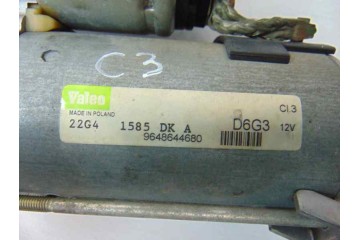 C3
Valeo
MADE IN POLAND
Cl.3
22G4 1585 DK A D6G3 12V
9648644680